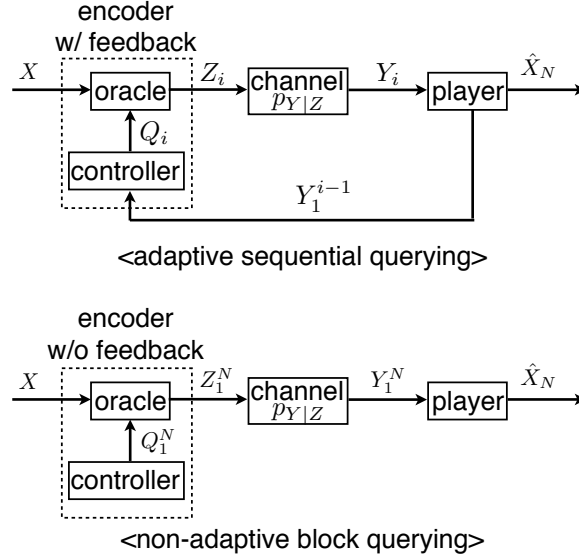 encoder
w/ feedback
X
oracle
Z_i
channel
p_{Y|Z}
Y_i
player
\hat{X}_N
Q_i
controller
Y_1^{i-1}
<adaptive sequential querying>
encoder
w/o feedback
X
oracle
Z_1^N
channel
p_{Y|Z}
Y_1^N
player
\hat{X}_N
Q_1^N
controller
<non-adaptive block querying>